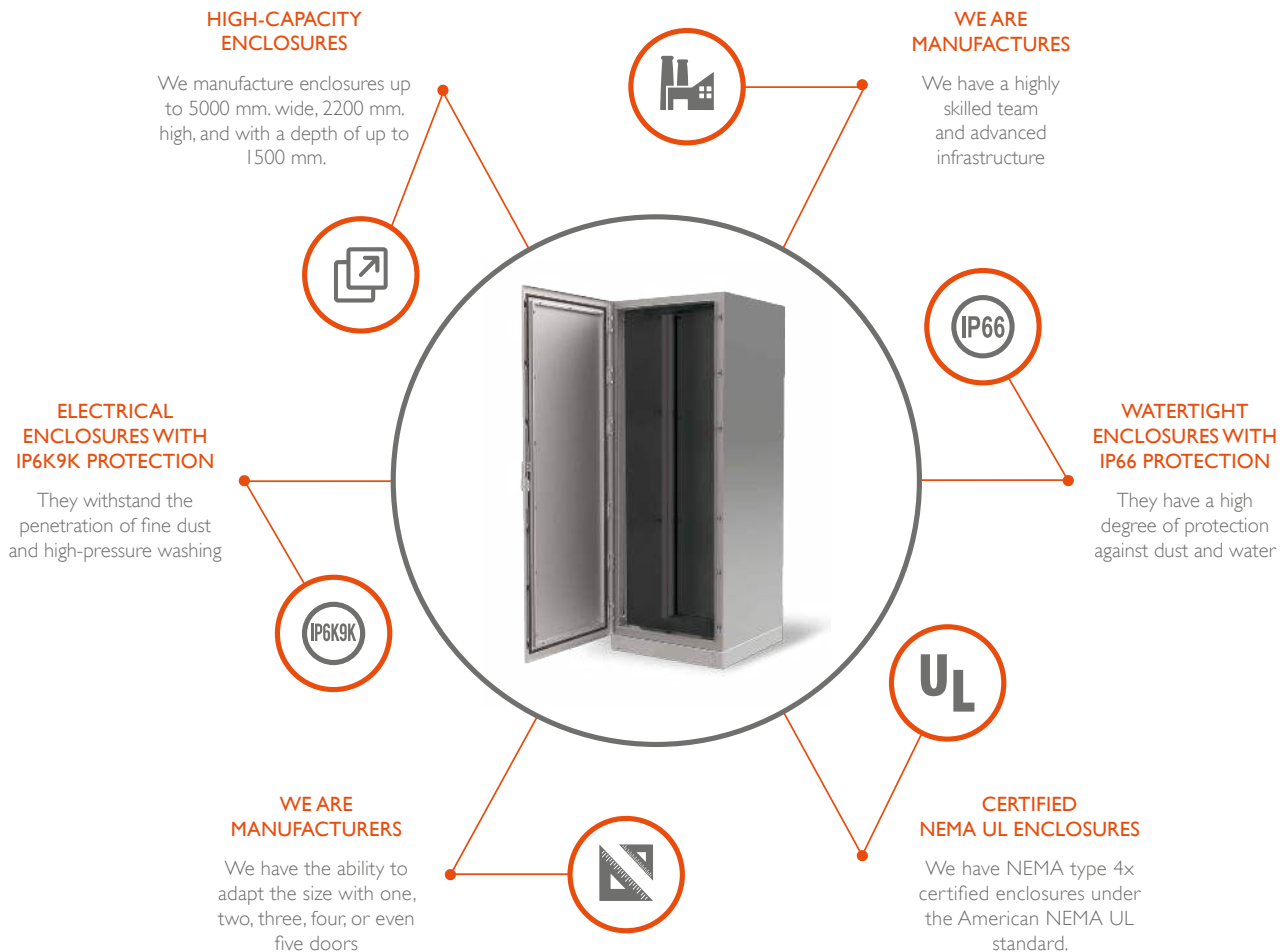 HIGH-CAPACITY
ENCLOSURES
We manufacture enclosures up
to 5000 mm. wide, 2200 mm.
high, and with a depth of up to
1500 mm.
WE ARE
MANUFACTURES
We have a highly
skilled team
and advanced
infrastructure
IP66
ELECTRICAL
ENCLOSURES WITH
IP6K9K PROTECTION
They withstand the
penetration of fine dust
and high-pressure washing
WATERTIGHT
ENCLOSURES WITH
IP66 PROTECTION
They have a high
degree of protection
against dust and water
IP6K9K
UL
WE ARE
MANUFACTURERS
We have the ability to
adapt the size with one,
two, three, four, or even
five doors
CERTIFIED
NEMA UL ENCLOSURES
We have NEMA type 4x
certified enclosures under
the American NEMA UL
standard.